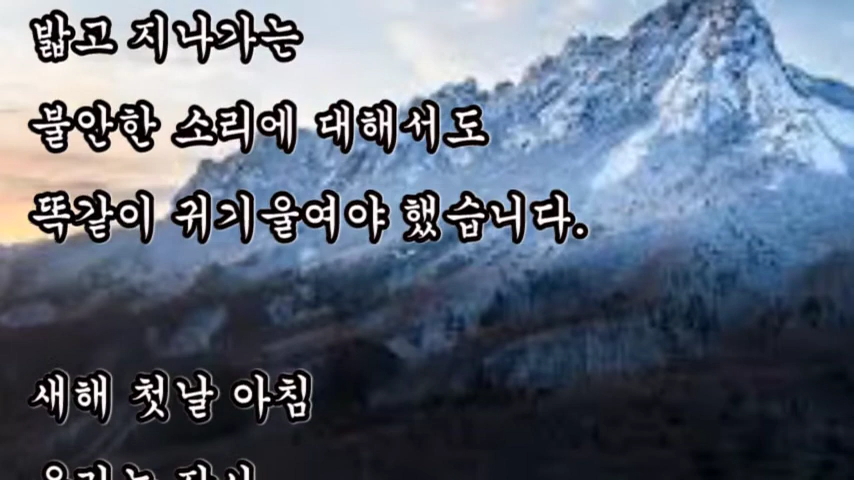 밟고 지나가는
불안한 소리에 대해서도
똑같이 귀기울여야 했습니다.
새해 첫날 아침